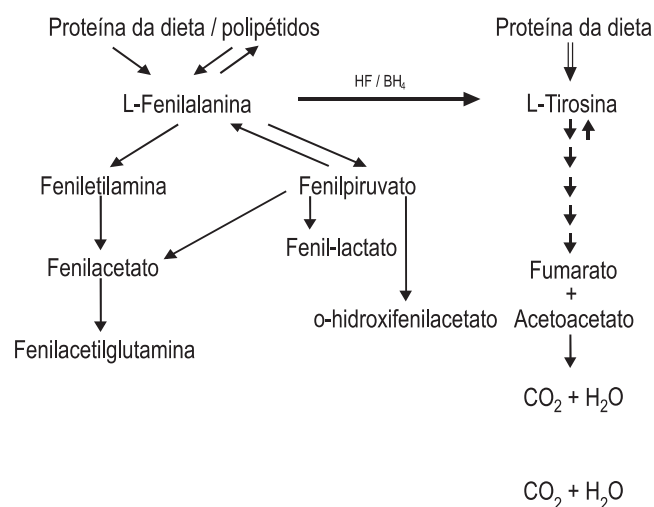 Proteína da dieta / polipétidos Proteína da dieta
HF / BH4
L-Fenilalanina L-Tirosina
Feniletilamina Fenilpiruvato
Fenil-lactato
Fenilacetato Fumarato
+
o-hidroxifenilacetato Acetoacetato
Fenilacetilglutamina
CO2 + H2O
CO2 + H2O